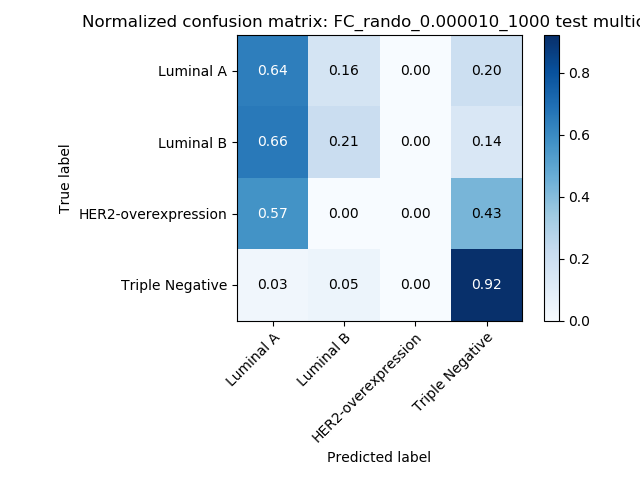 Normalized confusion matrix: FC_rando_0.000010_1000 test multic
Luminal A 0.64 0.16 0.00 0.20
Luminal B 0.66 0.21 0.00 0.14
HER2-overexpression 0.57 0.00 0.00 0.43
Triple Negative 0.03 0.05 0.00 0.92
True label
Luminal A
Luminal B
HER2-overexpression
Triple Negative
Predicted label
0.8
0.6
0.4
0.2
0.0